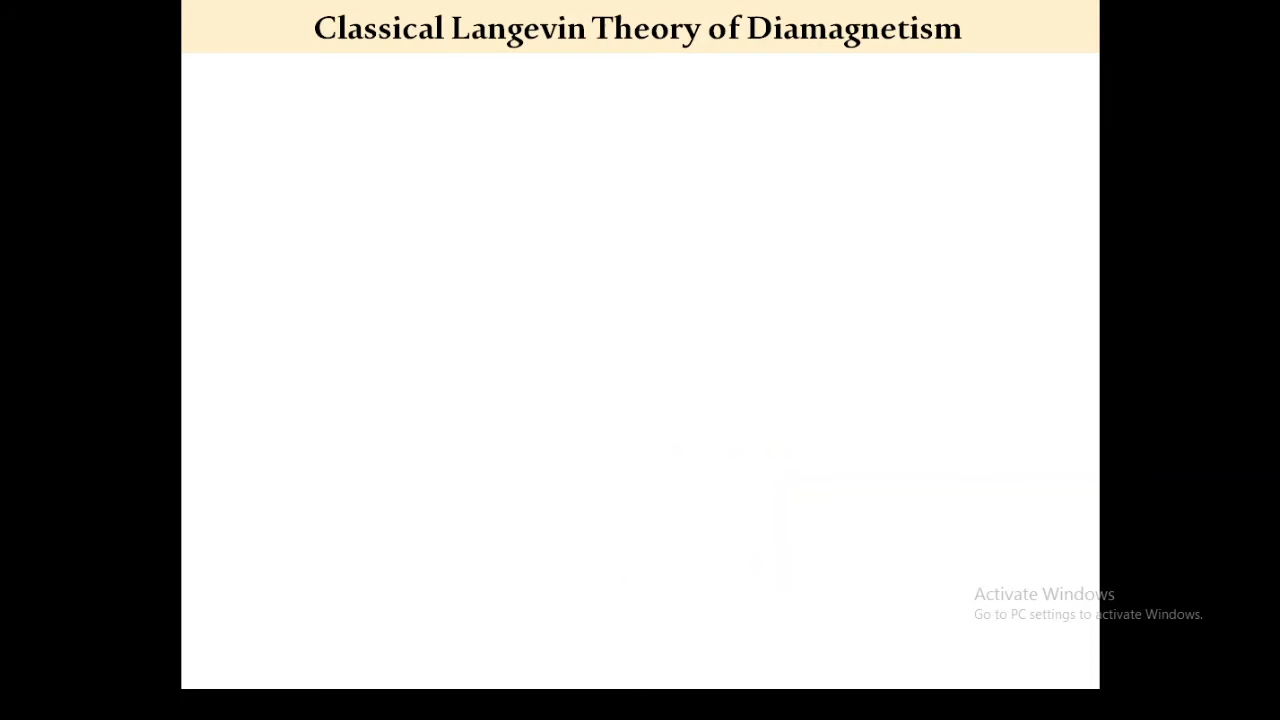 Classical Langevin Theory of Diamagnetism
Activate Windows
Go to PC settings to activate Windows.